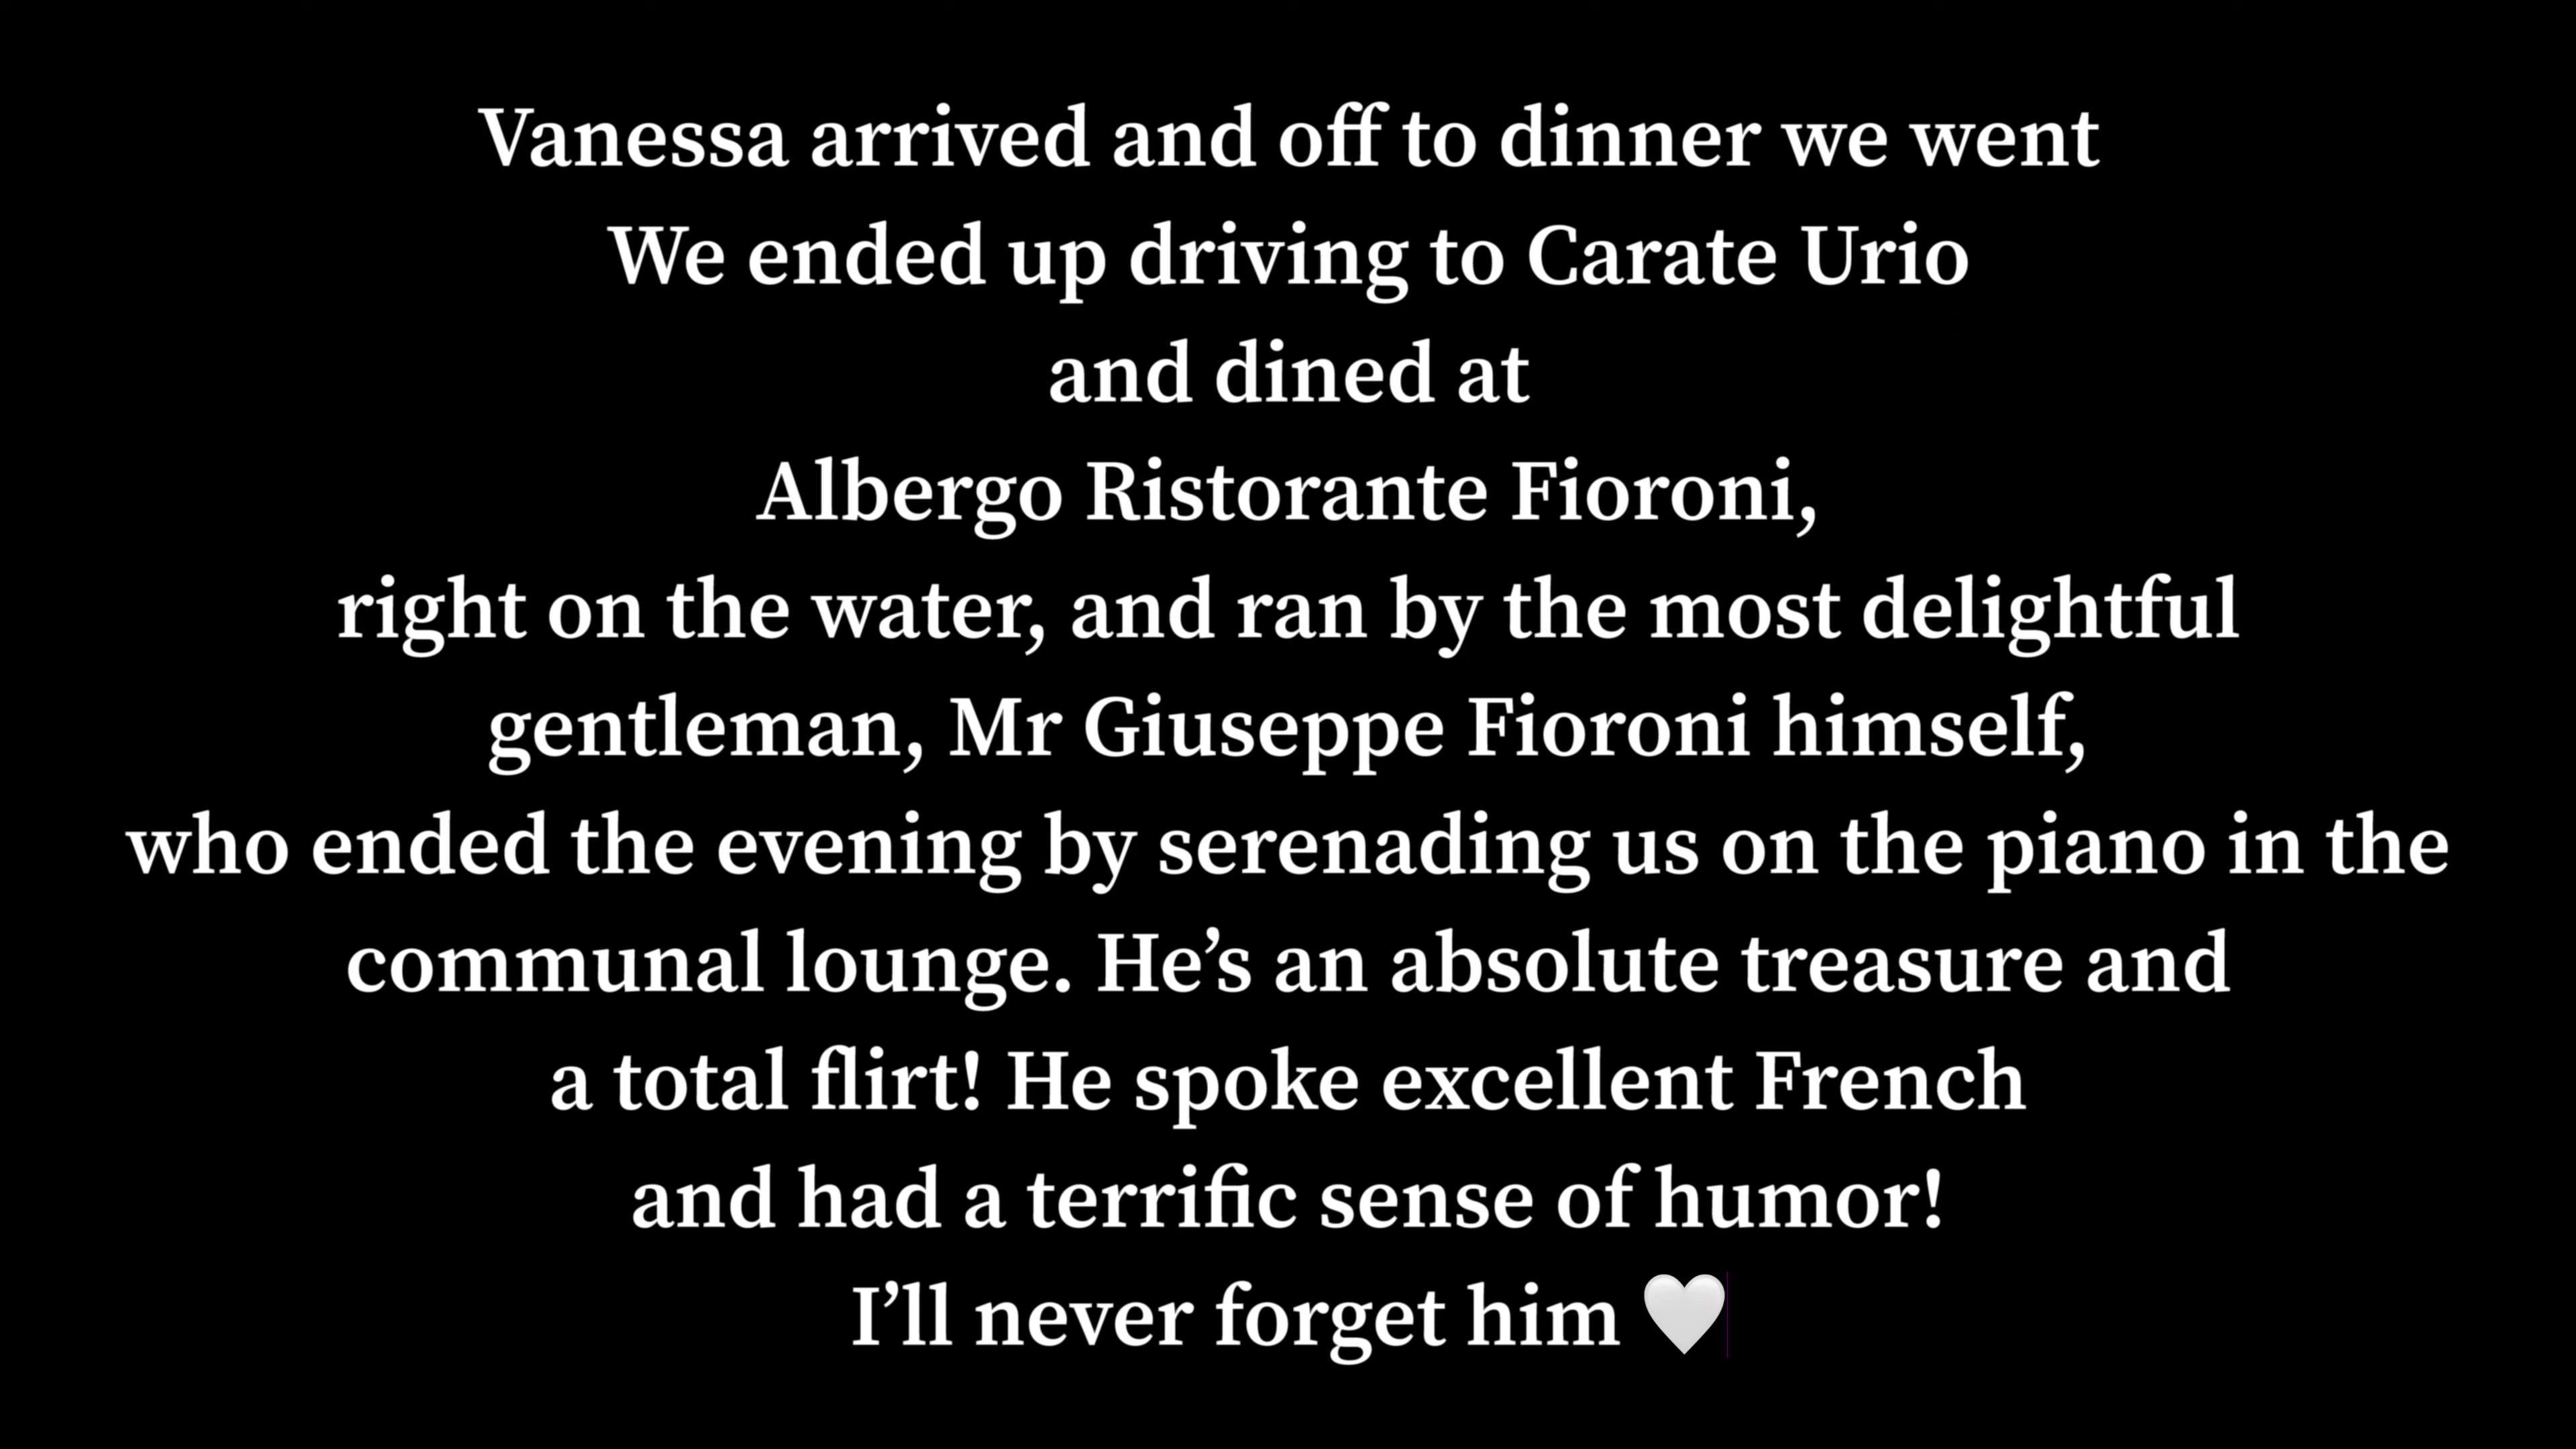 Vanessa arrived and off to dinner we went
We ended up driving to Carate Urio
and dined at
Albergo Ristorante Fioroni,
right on the water, and ran by the most delightful
gentleman, Mr Giuseppe Fioroni himself,
who ended the evening by serenading us on the piano in the
communal lounge. He’s an absolute treasure and
a total flirt! He spoke excellent French
and had a terrific sense of humor!
I’ll never forget him 🤍